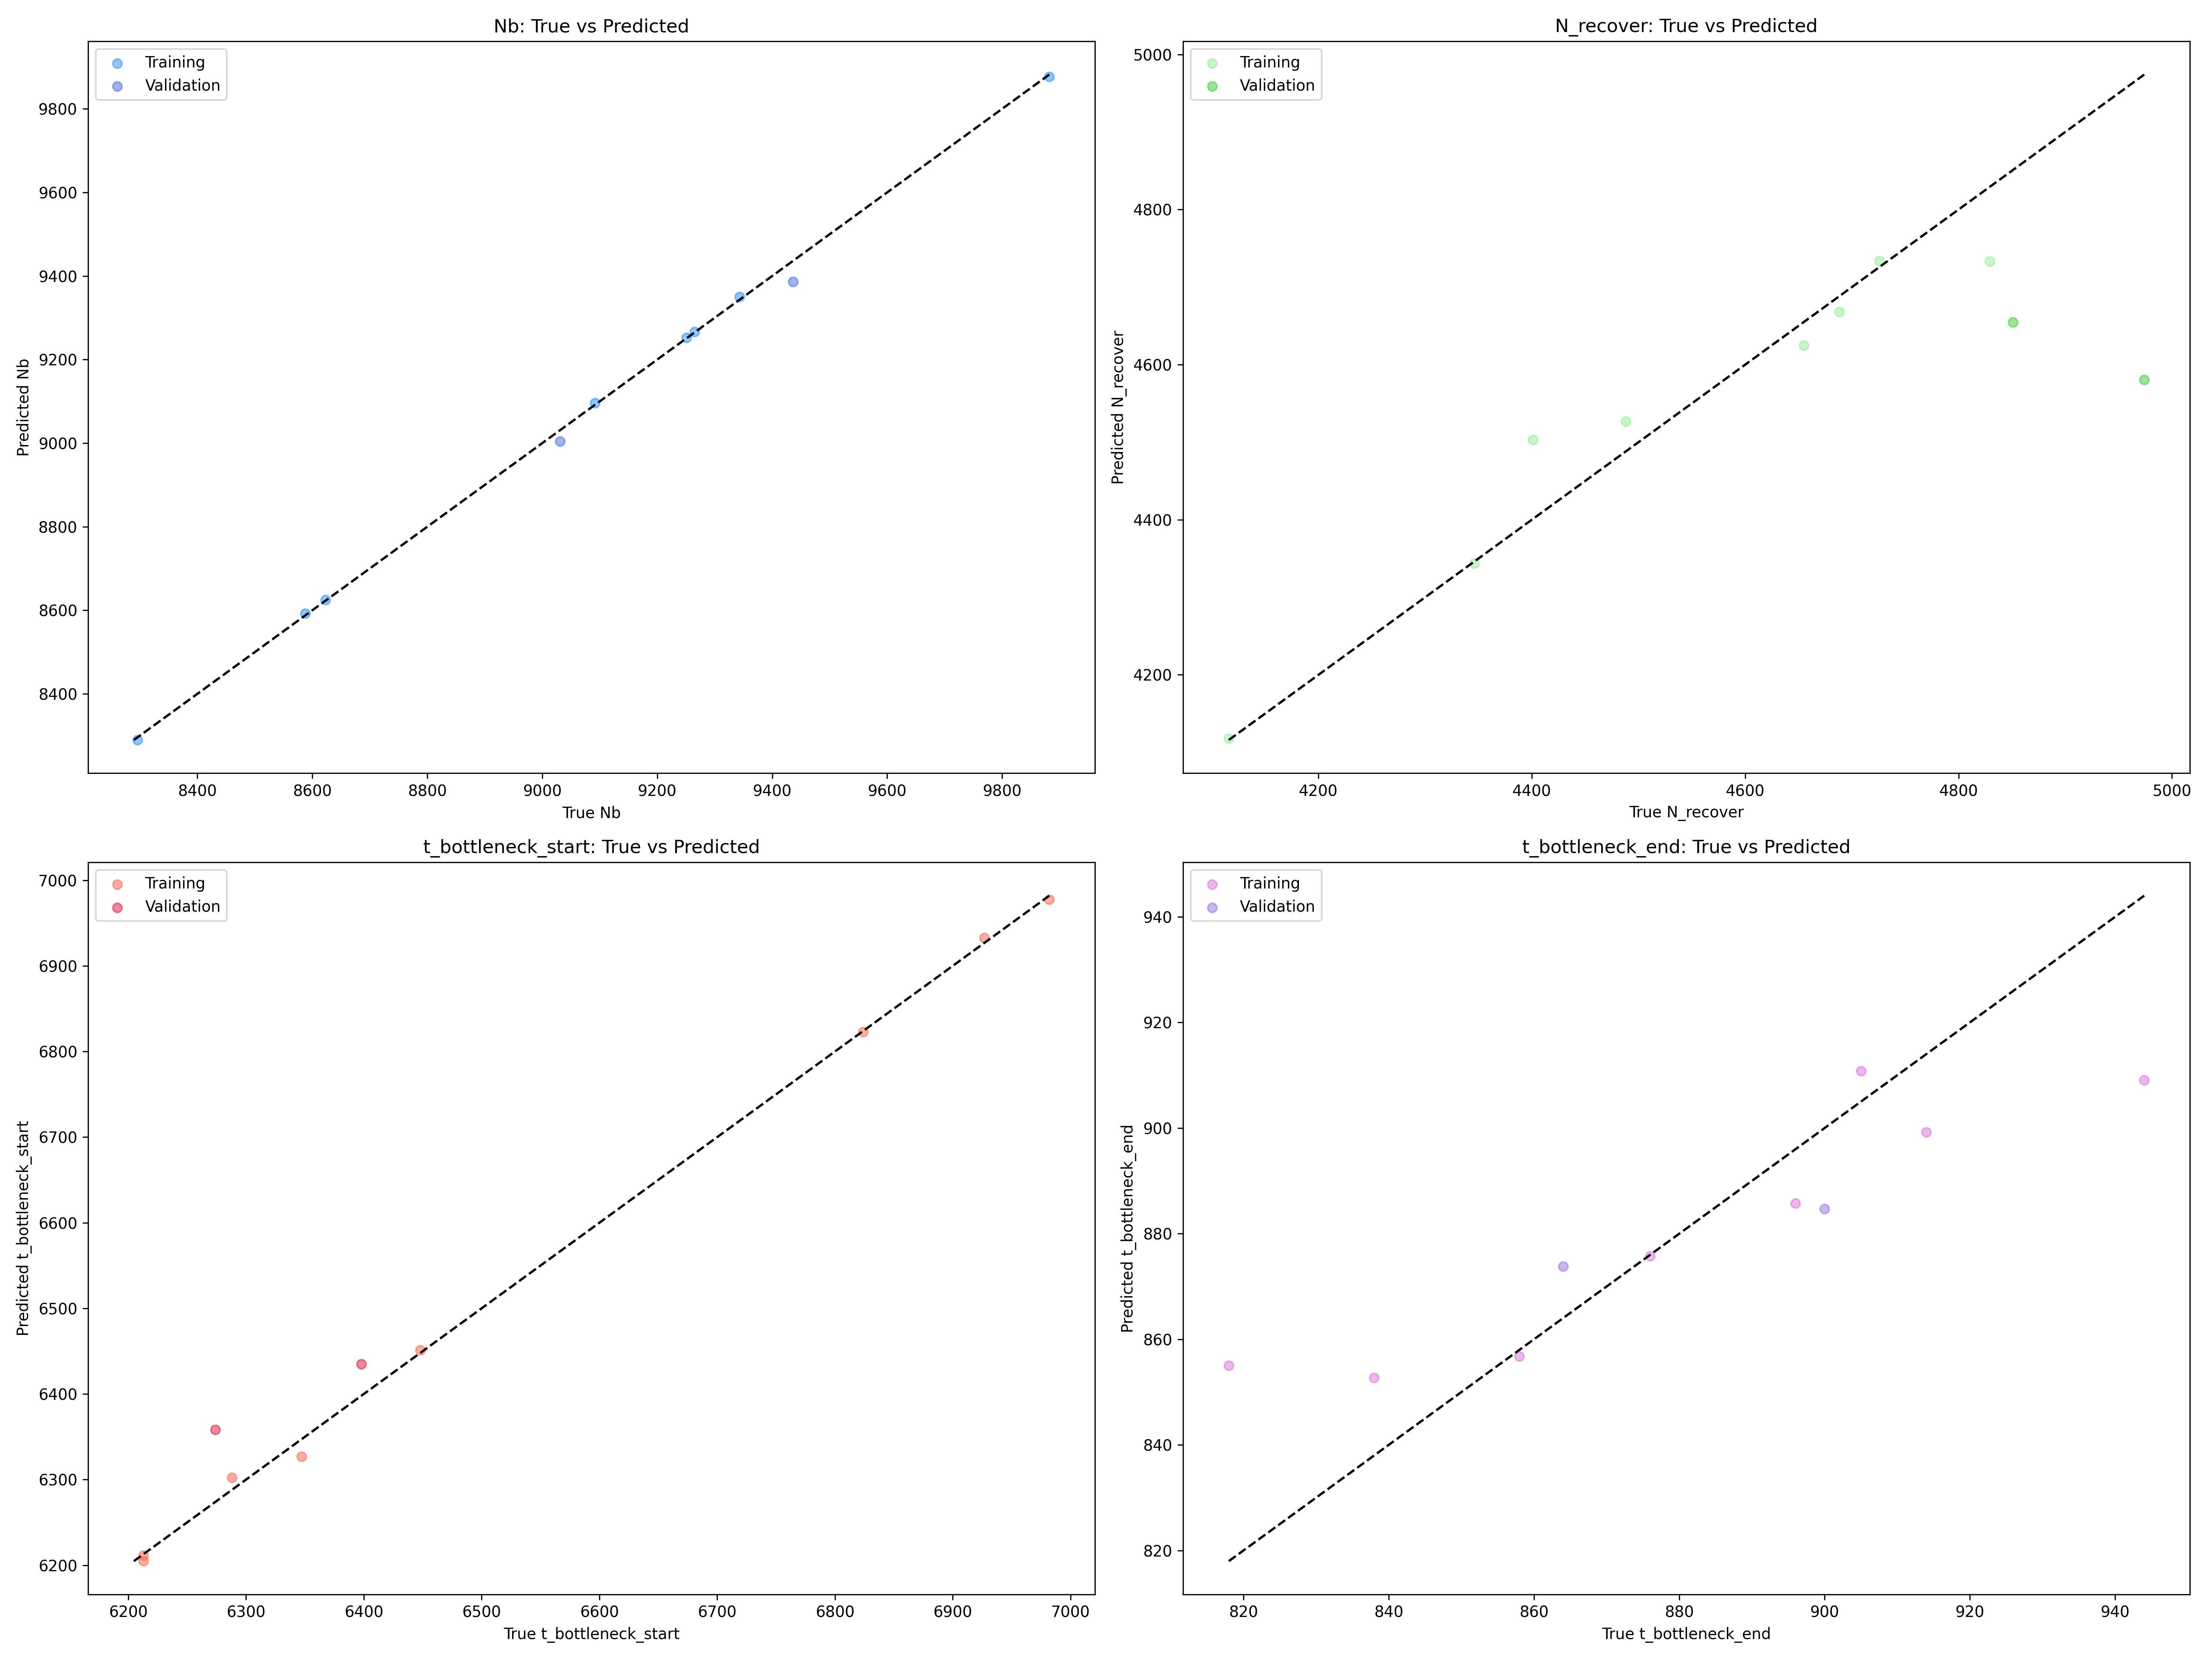 Nb: True vs Predicted
Training
Validation
9800
9600
9400
9200
9000
8800
8600
8400
Predicted Nb
8400 8600 8800 9000 9200 9400 9600 9800
True Nb
N_recover: True vs Predicted
Training
Validation
5000
4800
4600
4400
4200
Predicted N_recover
4200 4400 4600 4800 5000
True N_recover
t_bottleneck_start: True vs Predicted
Training
Validation
7000
6900
6800
6700
6600
6500
6400
6300
6200
Predicted t_bottleneck_start
6200 6300 6400 6500 6600 6700 6800 6900 7000
True t_bottleneck_start
t_bottleneck_end: True vs Predicted
Training
Validation
940
920
900
880
860
840
820
Predicted t_bottleneck_end
820 840 860 880 900 920 940
True t_bottleneck_end